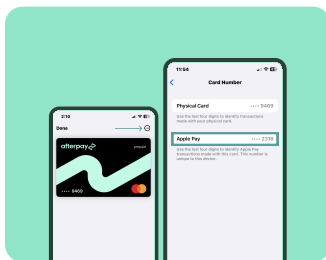 2:10
Done
afterpay
prepaid
•••• 9469
11:54
Card Number
Physical Card
•••• 9469
Use the last four digits to identify transactions
made with your physical card.
Apple Pay
•••• 2316
Use the last four digits to identify Apple Pay
transactions made with this card. This number is
unique to this device.